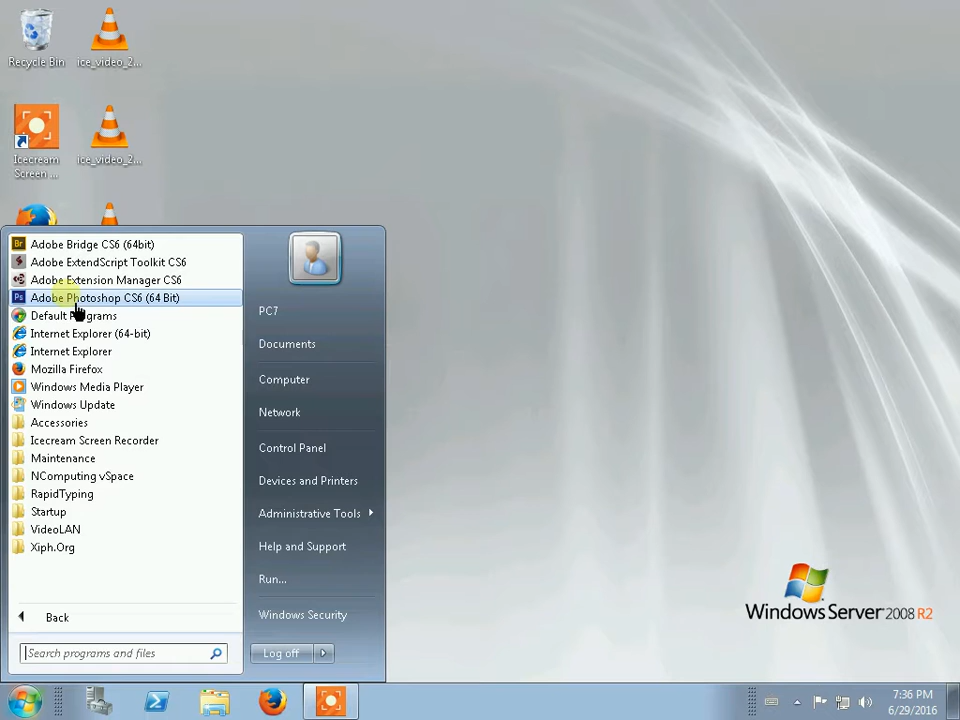 Recycle Bin
ice_video_2...
Icecream
Screen ...
ice_video_2...
Adobe Bridge CS6 (64bit)
Adobe ExtendScript Toolkit CS6
Adobe Extension Manager CS6
Adobe Photoshop CS6 (64 Bit)
Default Programs
Internet Explorer (64-bit)
Internet Explorer
Mozilla Firefox
Windows Media Player
Windows Update
Accessories
Icecream Screen Recorder
Maintenance
NComputing vSpace
RapidTyping
Startup
VideoLAN
Xiph.Org
Back
Search programs and files
PC7
Documents
Computer
Network
Control Panel
Devices and Printers
Administrative Tools
Help and Support
Run...
Windows Security
Log off
Windows Server 2008 R2
7:36 PM
6/29/2016